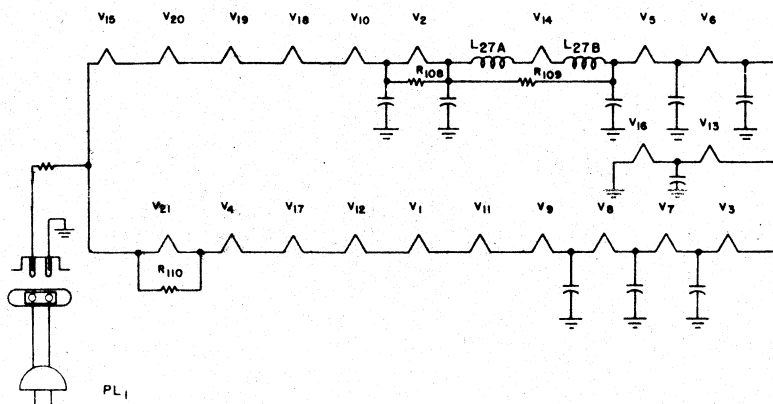 V15 V20 V19 V18 V10 V2 V14 V5 V6
L27A L27B
R108 R109
V16 V13
V21 V4 V17 V12 V1 V11 V9 V8 V7 V3
R110
PL1